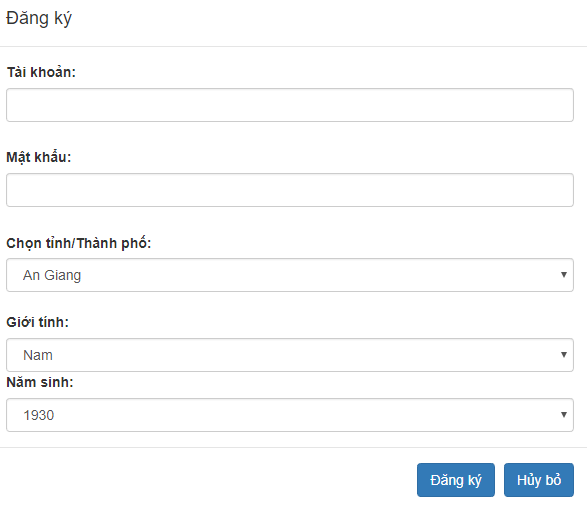 Đăng ký
Tài khoản:
Mật khẩu:
Chọn tỉnh/Thành phố:
An Giang
Giới tính:
Nam
Năm sinh:
1930
Đăng ký Hủy bỏ